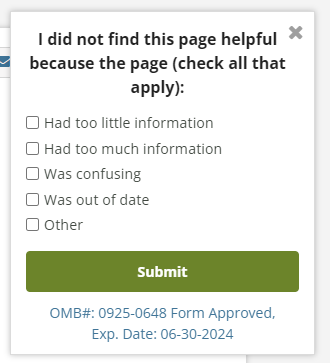 I did not find this page helpful
because the page (check all that
apply):
Had too little information
Had too much information
Was confusing
Was out of date
Other
Submit
OMB#: 0925-0648 Form Approved,
Exp. Date: 06-30-2024